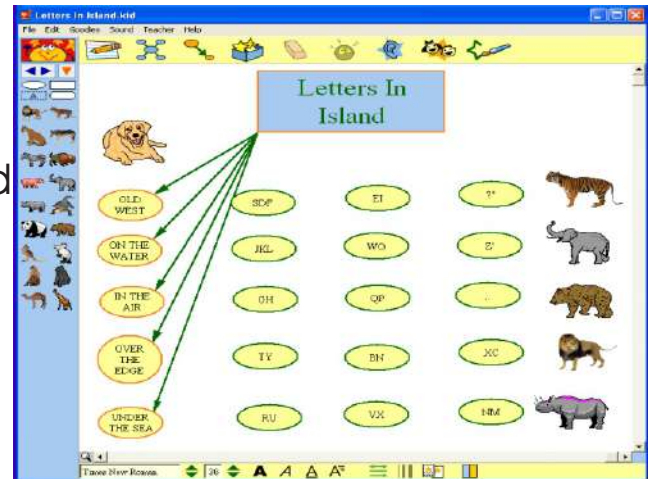 Letters In Island.kid
File Edit Goodies Sound Teacher Help
Letters In
Island
d
OLD
WEST
SDF
EI
?"
ON THE
WATER
JKL
WO
Z/
IN THE
AIR
GH
QP
OVER
THE
EDGE
TY
BN
XC
UNDER
THE SEA
RU
VX
NM
Times New Roman
26
A A A A